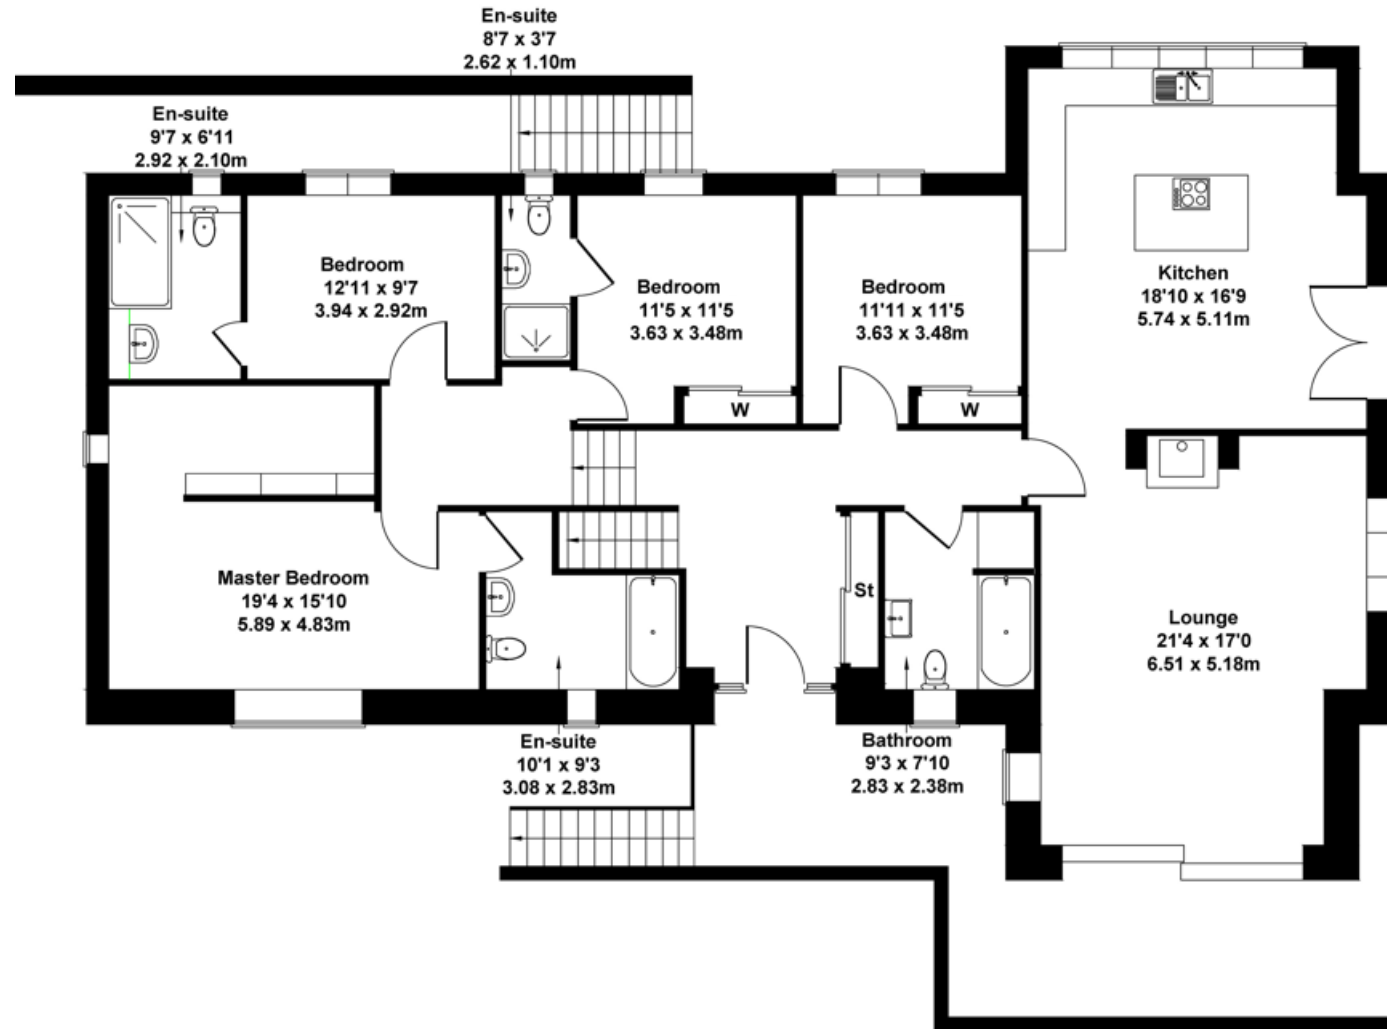 En-suite
8'7 x 3'7
2.62 x 1.10m
En-suite
9'7 x 6'11
2.92 x 2.10m
Bedroom
12'11 x 9'7
3.94 x 2.92m
Bedroom
11'5 x 11'5
3.63 x 3.48m
W
Bedroom
11'11 x 11'5
3.63 x 3.48m
W
Kitchen
18'10 x 16'9
5.74 x 5.11m
Master Bedroom
19'4 x 15'10
5.89 x 4.83m
St
Lounge
21'4 x 17'0
6.51 x 5.18m
En-suite
10'1 x 9'3
3.08 x 2.83m
Bathroom
9'3 x 7'10
2.83 x 2.38m